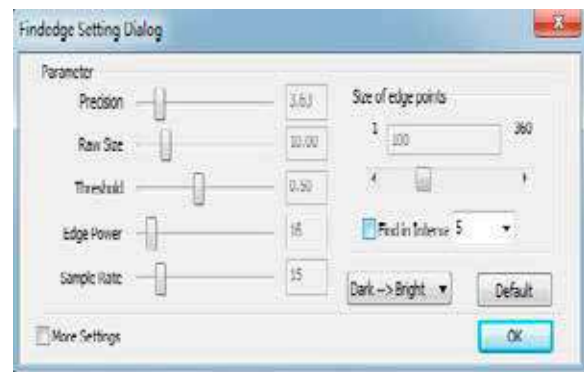 Findedge Setting Dialog
Parameter
Precision 3.63
Raw Size 10.00
Threshold 0.50
Edge Power 16
Sample Rate 15
Size of edge points
1 100 360
Find in Interse 5
Dark -->Bright
Default
More Settings
OK